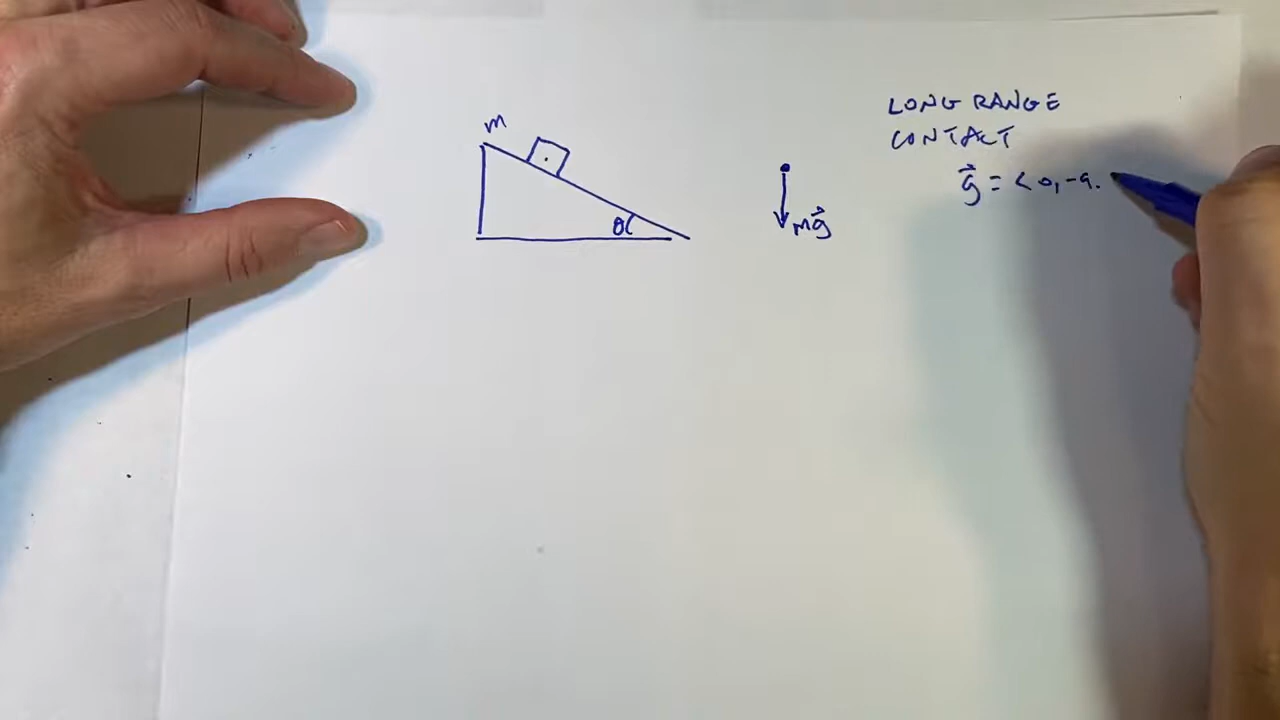 LONG RANGE
CONTACT
m
g⃗ = < 0, -9.
θ
mg⃗